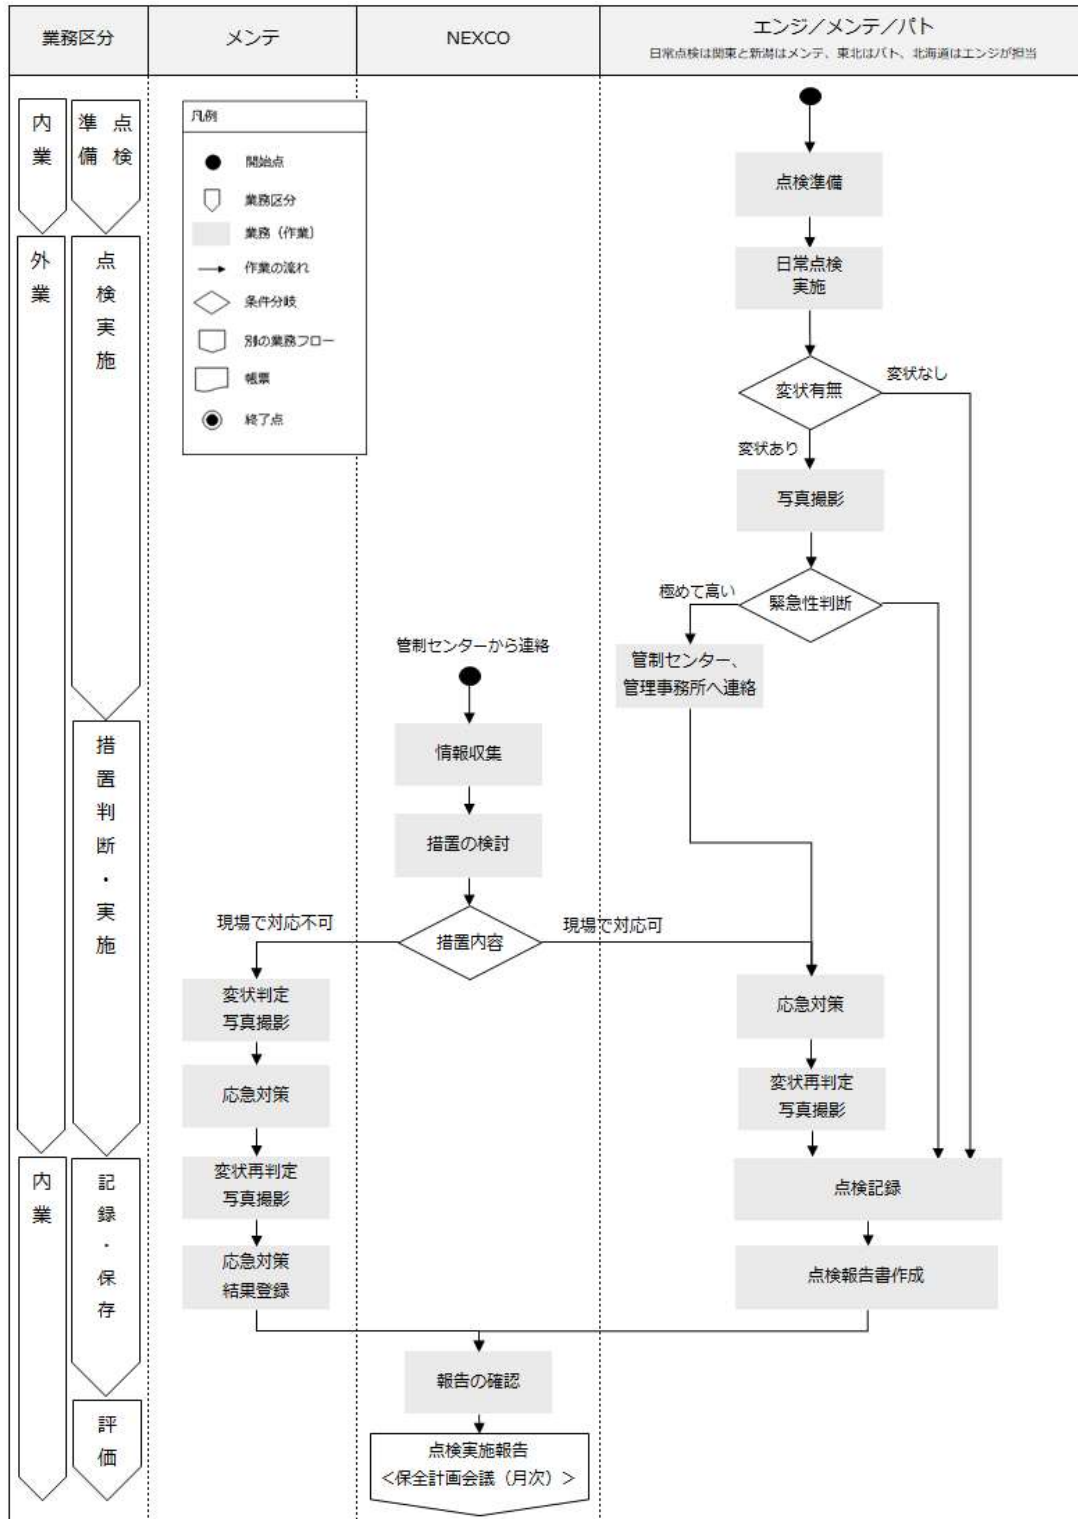 業務区分
メンテ
NEXCO
エンジ／メンテ／パト
日常点検は関東と新潟はメンテ、東北はパト、北海道はエンジが担当
内業
点検準備
外業
点検実施
措置判断・実施
内業
記録・保存
評価
凡例
開始点
業務区分
業務（作業）
作業の流れ
条件分岐
別の業務フロー
帳票
終了点
点検準備
日常点検
実施
変状有無
変状なし
変状あり
写真撮影
緊急性判断
極めて高い
管制センター、
管理事務所へ連絡
管制センターから連絡
情報収集
措置の検討
措置内容
現場で対応不可
現場で対応可
変状判定
写真撮影
応急対策
変状再判定
写真撮影
応急対策
結果登録
応急対策
変状再判定
写真撮影
点検記録
点検報告書作成
報告の確認
点検実施報告
＜保全計画会議（月次）＞